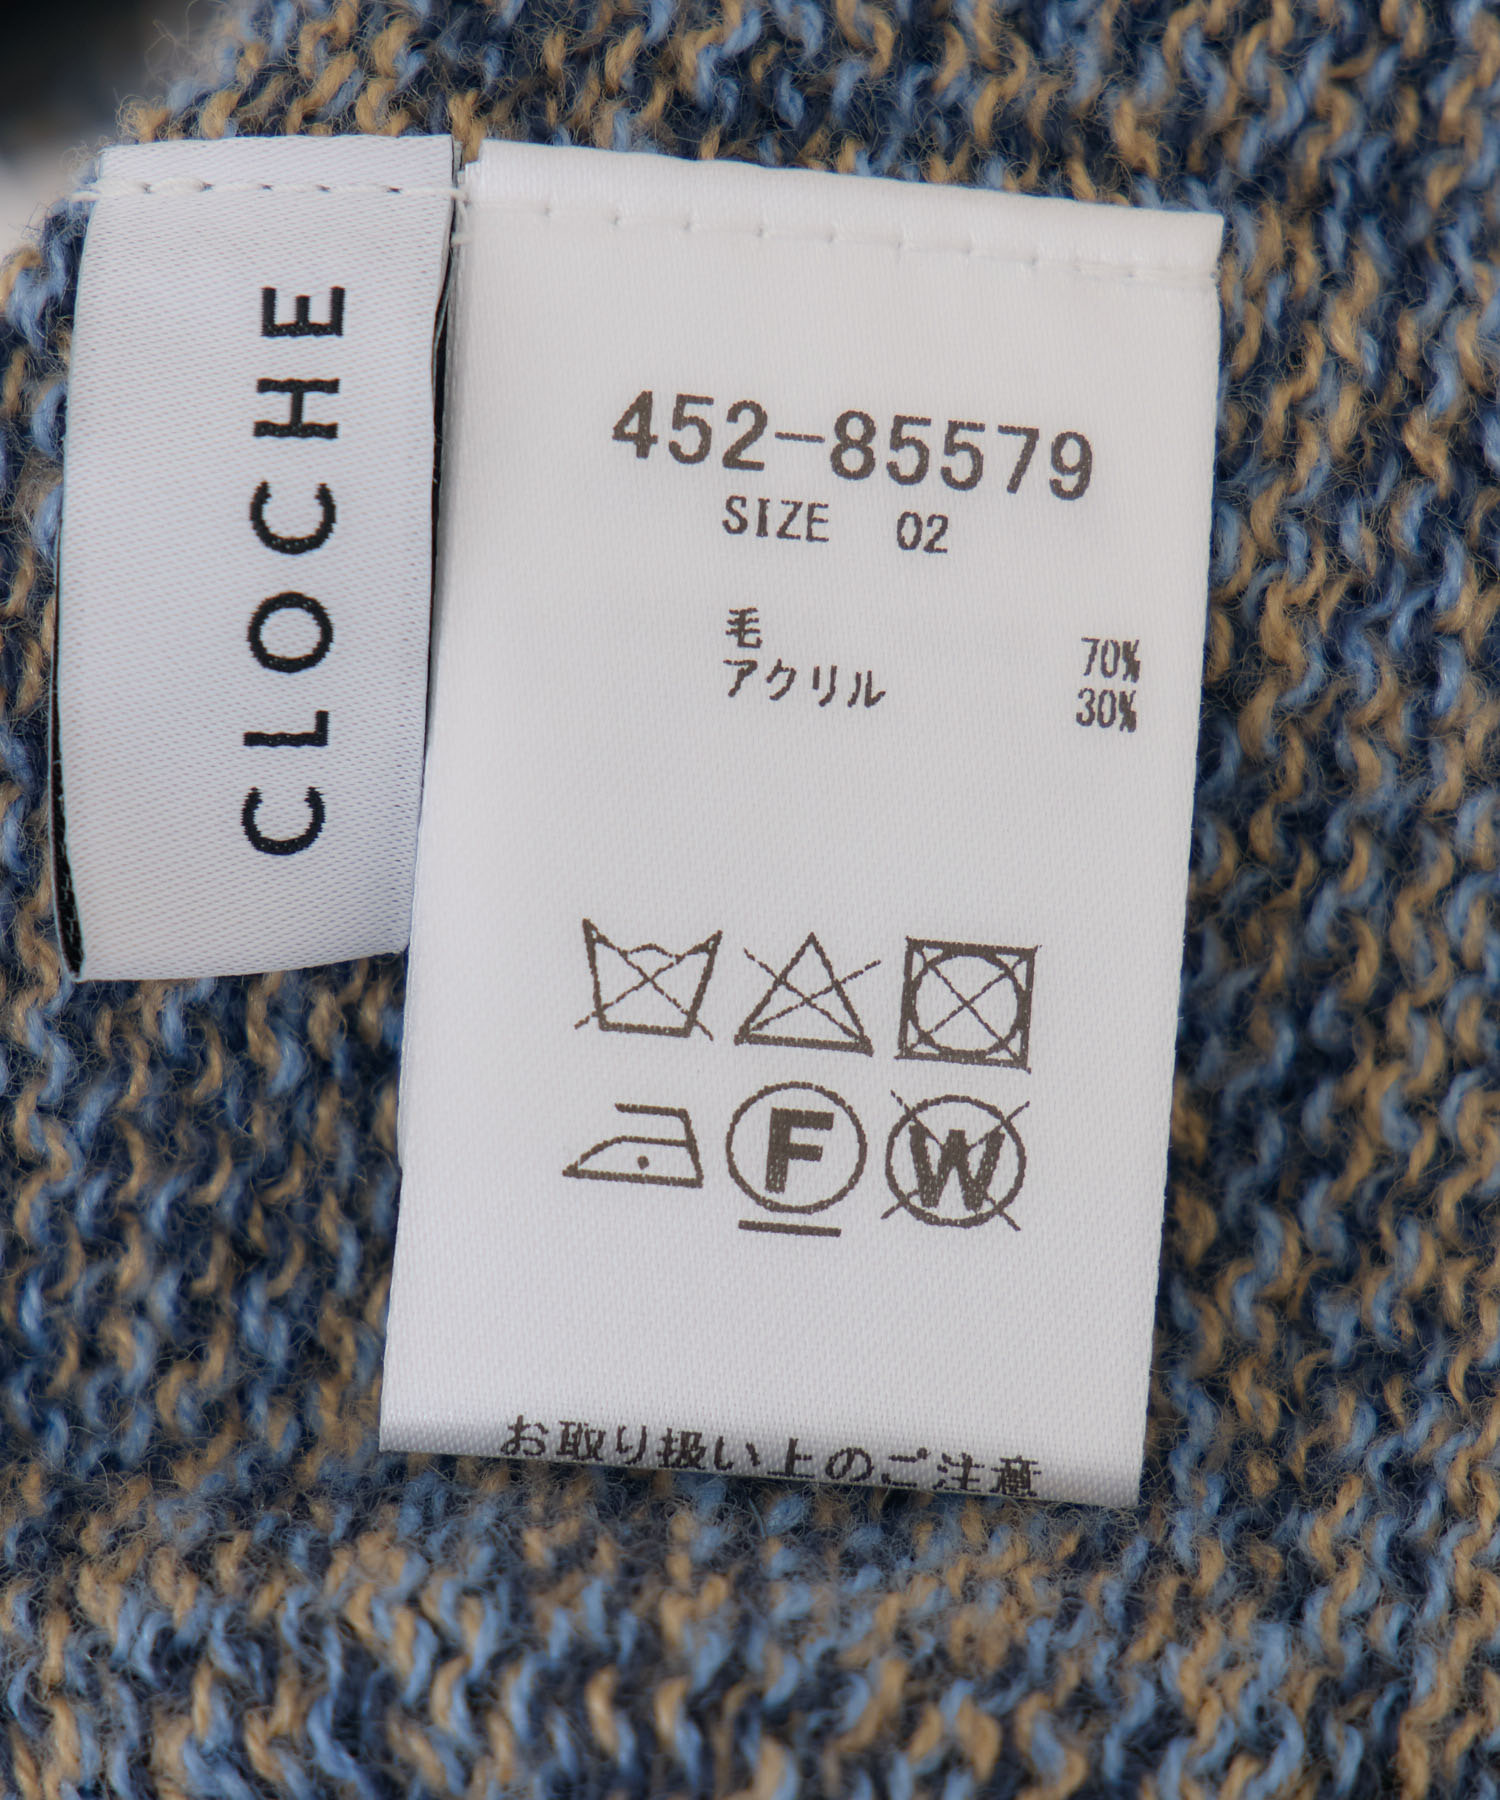 CLOCHE
452-85579
SIZE 02
毛 70%
アクリル 30%
F W
お取り扱い上のご注意